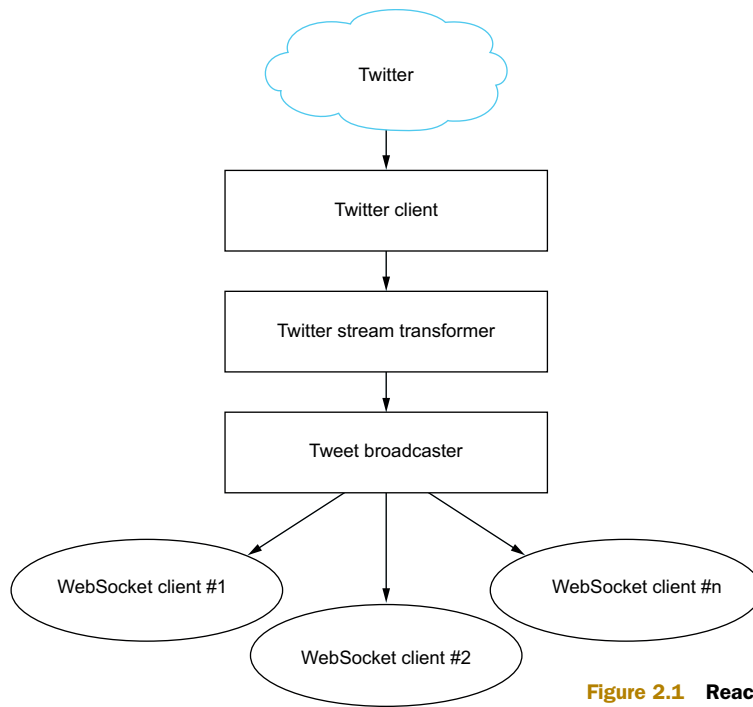 Twitter
Twitter client
Twitter stream transformer
Tweet broadcaster
WebSocket client #1
WebSocket client #n
WebSocket client #2
Figure 2.1 Reac